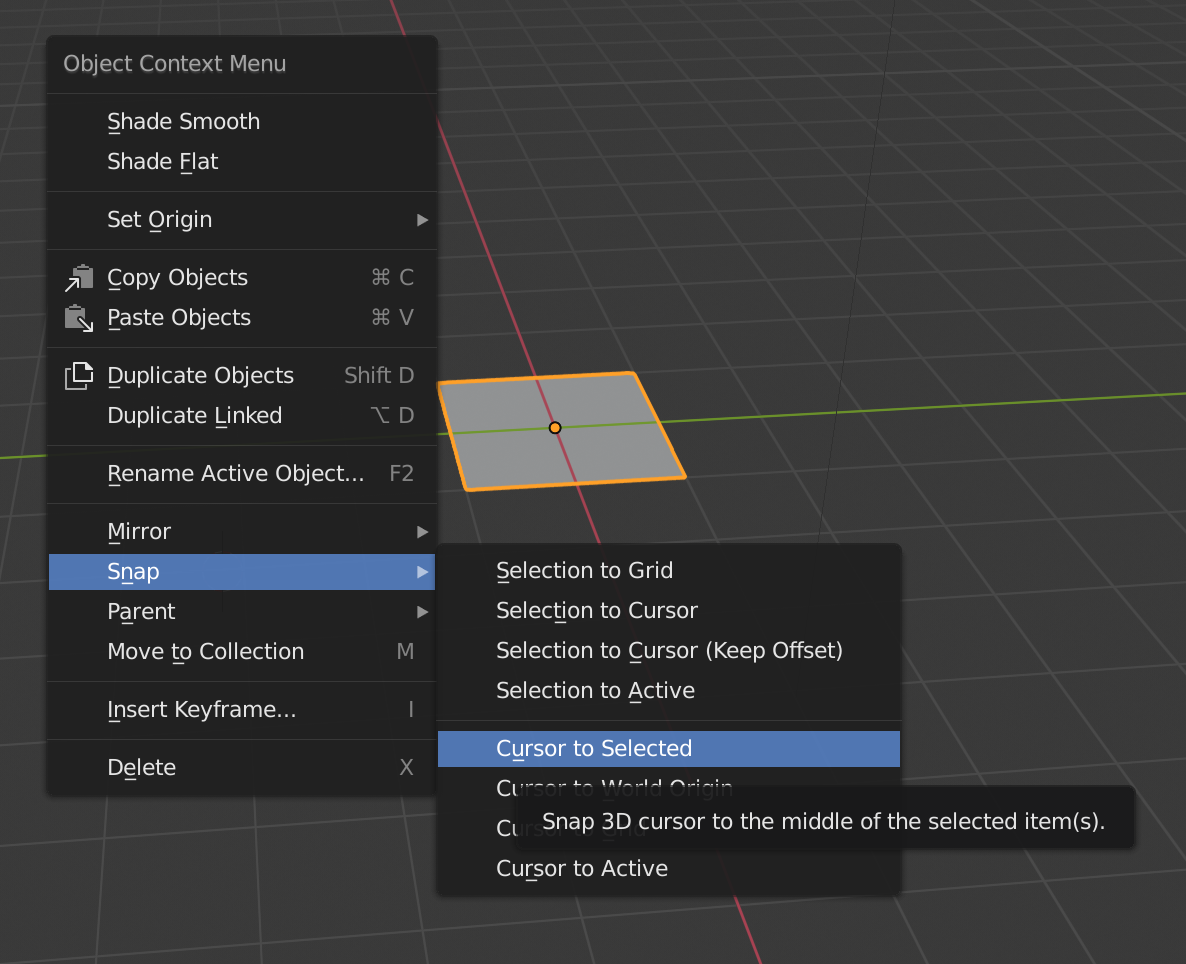 Object Context Menu
Shade Smooth
Shade Flat
Set Origin
Copy Objects ⌘ C
Paste Objects ⌘ V
Duplicate Objects Shift D
Duplicate Linked ⌥ D
Rename Active Object... F2
Mirror
Snap
Parent
Move to Collection M
Insert Keyframe... I
Delete X
Selection to Grid
Selection to Cursor
Selection to Cursor (Keep Offset)
Selection to Active
Cursor to Selected
Cursor to World Origin
Cursor to Grid
Snap 3D cursor to the middle of the selected item(s).
Cursor to Active